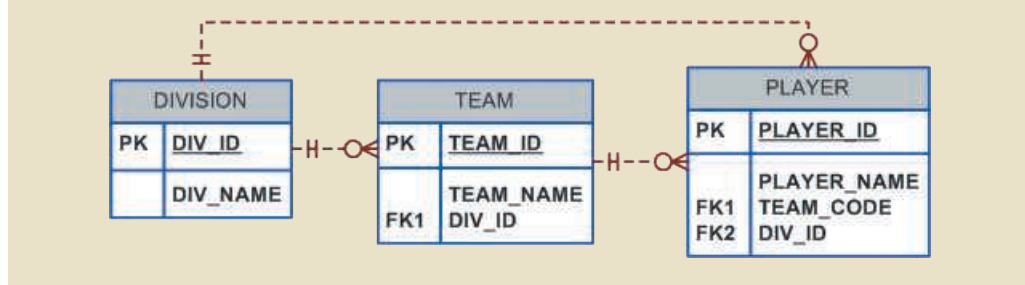 DIVISION
PK DIV_ID
DIV_NAME
TEAM
PK TEAM_ID
TEAM_NAME
FK1 DIV_ID
PLAYER
PK PLAYER_ID
PLAYER_NAME
FK1 TEAM_CODE
FK2 DIV_ID